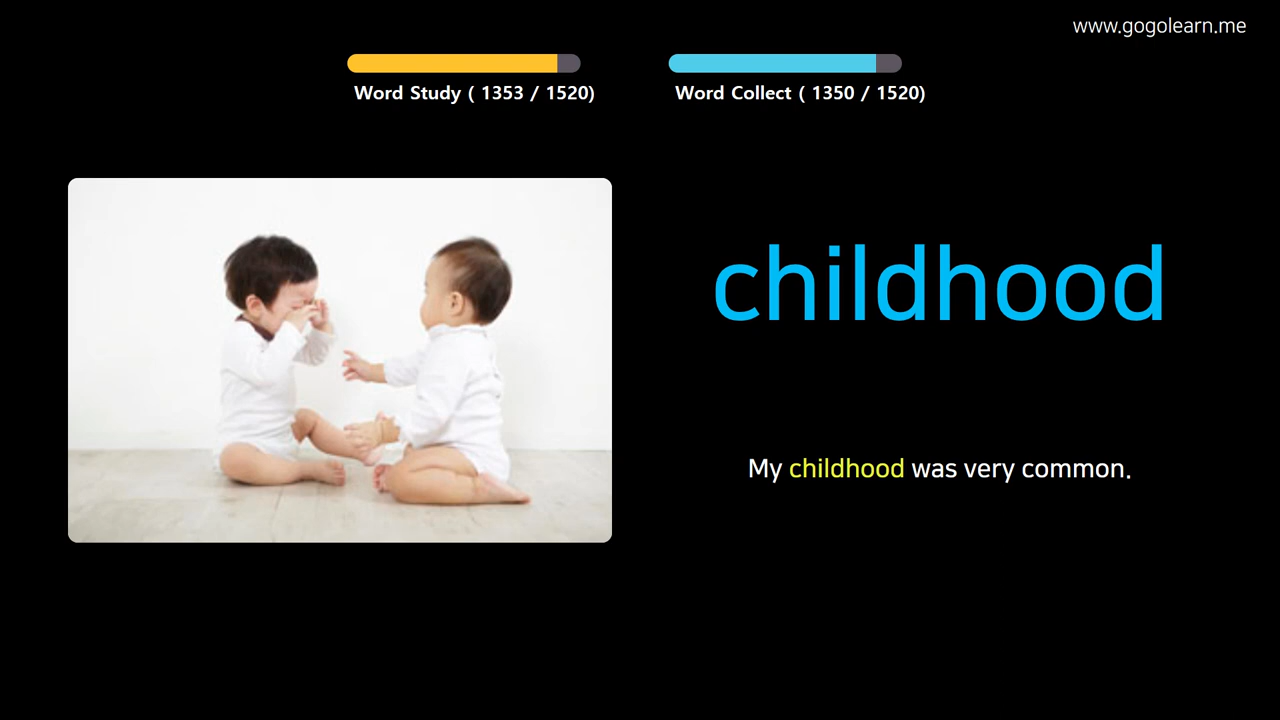 www.gogolearn.me
Word Study ( 1353 / 1520)
Word Collect ( 1350 / 1520)
childhood
My childhood was very common.